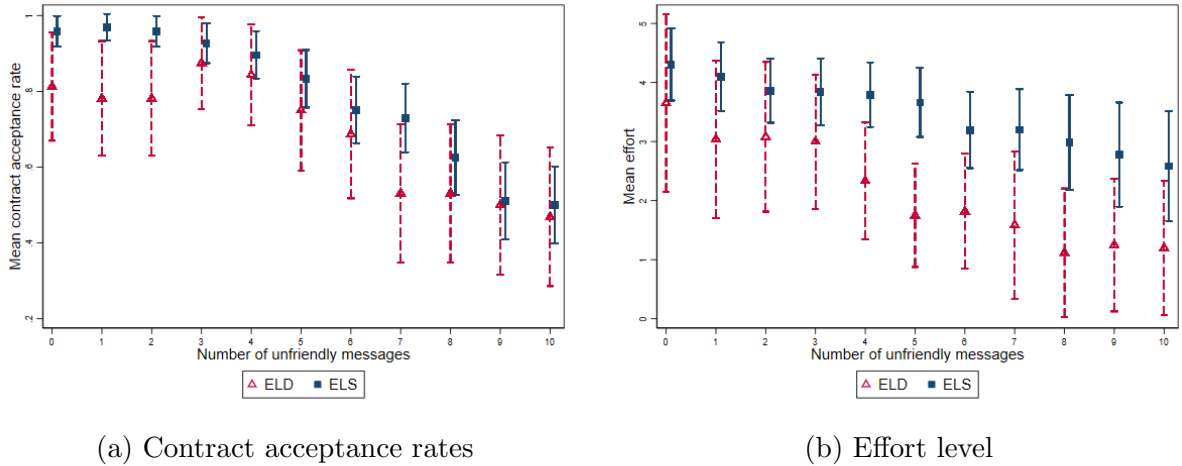 Mean contract acceptance rate
1
.8
.6
.4
.2
0 1 2 3 4 5 6 7 8 9 10
Number of unfriendly messages
ELD ELS
(a) Contract acceptance rates
Mean effort
5
4
3
2
1
0
0 1 2 3 4 5 6 7 8 9 10
Number of unfriendly messages
ELD ELS
(b) Effort level